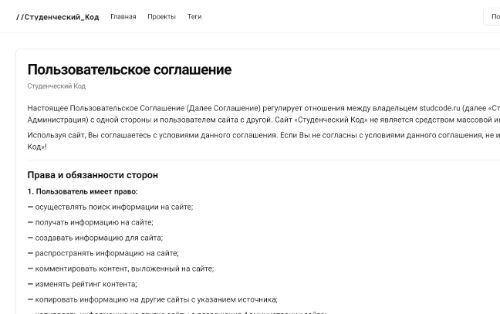 //Студенческий_Код Главная Проекты Теги По
Пользовательское соглашение
Студенческий Код
Настоящее Пользовательское Соглашение (Далее Соглашение) регулирует отношения между владельцем studcode.ru (далее «Ст
Администрация) с одной стороны и пользователем сайта с другой. Сайт «Студенческий Код» не является средством массовой ин
Используя сайт, Вы соглашаетесь с условиями данного соглашения. Если Вы не согласны с условиями данного соглашения, не и
Код»!
Права и обязанности сторон
1. Пользователь имеет право:
— осуществлять поиск информации на сайте;
— получать информацию на сайте;
— создавать информацию для сайта;
— распространять информацию на сайте;
— комментировать контент, выложенный на сайте;
— изменять рейтинг контента;
— копировать информацию на другие сайты с указанием источника;